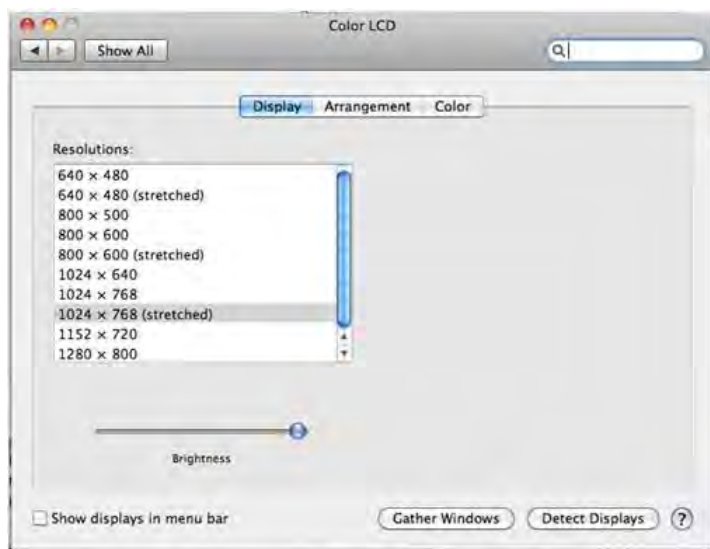 Color LCD
Show All
Display Arrangement Color
Resolutions:
640 × 480
640 × 480 (stretched)
800 × 500
800 × 600
800 × 600 (stretched)
1024 × 640
1024 × 768
1024 × 768 (stretched)
1152 × 720
1280 × 800
Brightness
Show displays in menu bar Gather Windows Detect Displays ?